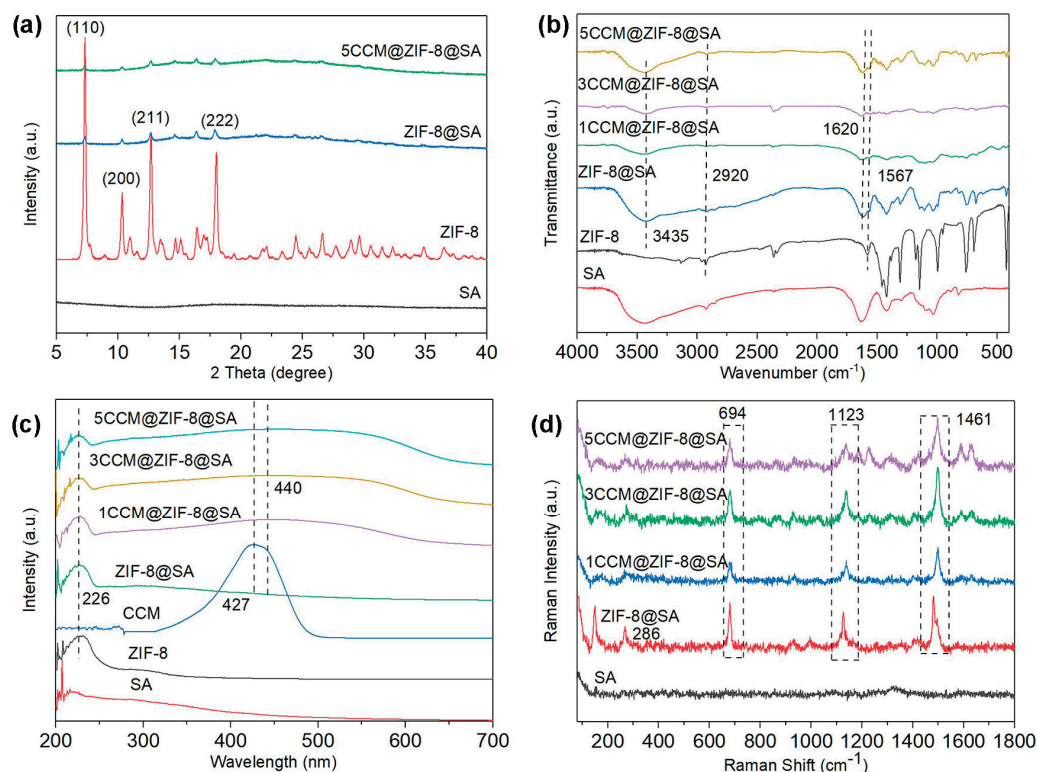 (a)
(110)
5CCM@ZIF-8@SA
(211)
(222)
ZIF-8@SA
(200)
ZIF-8
SA
Intensity (a.u.)
5 10 15 20 25 30 35 40
2 Theta (degree)
(b)
5CCM@ZIF-8@SA
3CCM@ZIF-8@SA
1CCM@ZIF-8@SA
1620
ZIF-8@SA
2920
1567
3435
ZIF-8
SA
Transmittance (a.u.)
4000 3500 3000 2500 2000 1500 1000 500
Wavenumber (cm⁻¹)
(c)
5CCM@ZIF-8@SA
3CCM@ZIF-8@SA
440
1CCM@ZIF-8@SA
ZIF-8@SA
226
427
CCM
ZIF-8
SA
Intensity (a.u.)
200 300 400 500 600 700
Wavelength (nm)
(d)
694
1123
1461
5CCM@ZIF-8@SA
3CCM@ZIF-8@SA
1CCM@ZIF-8@SA
ZIF-8@SA
286
SA
Raman Intensity (a.u.)
200 400 600 800 1000 1200 1400 1600 1800
Raman Shift (cm⁻¹)